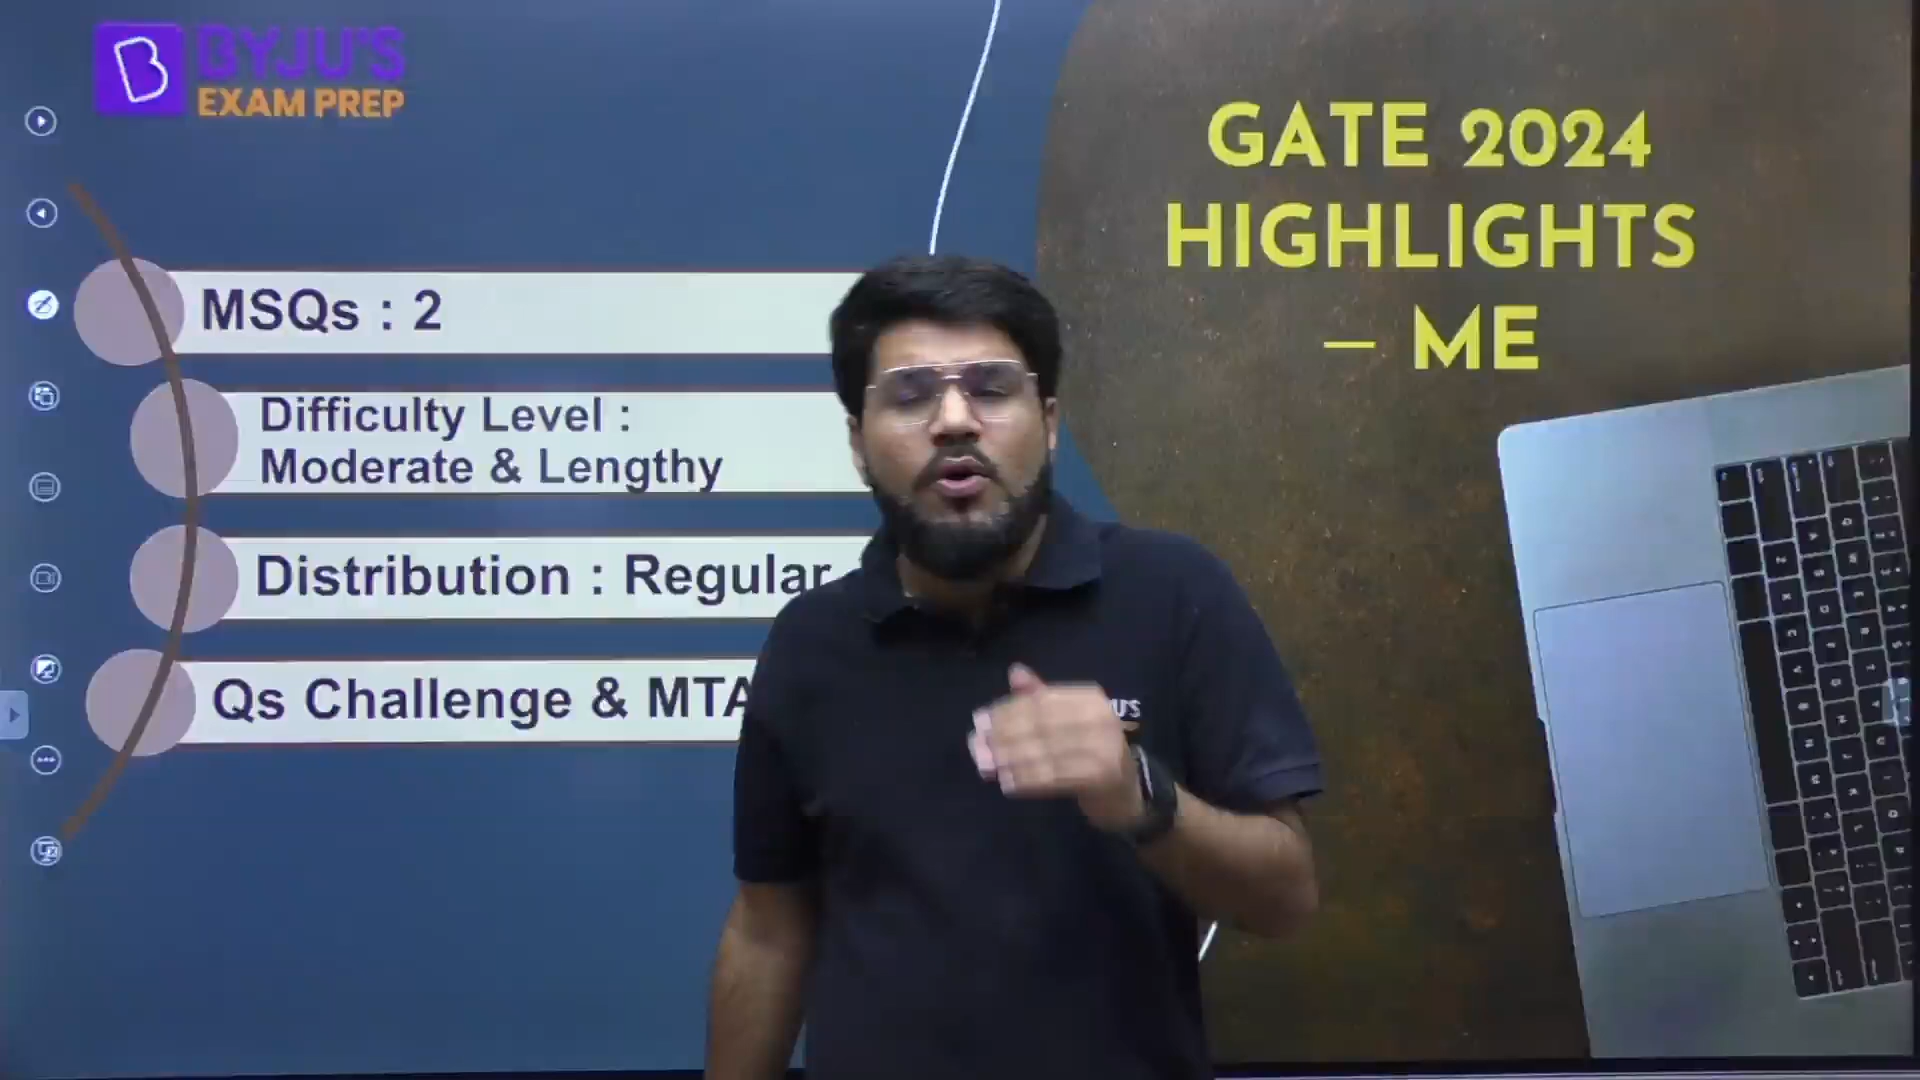 BYJU'S
EXAM PREP
GATE 2024
HIGHLIGHTS
– ME
MSQs : 2
Difficulty Level :
Moderate & Lengthy
Distribution : Regular
Qs Challenge & MTA